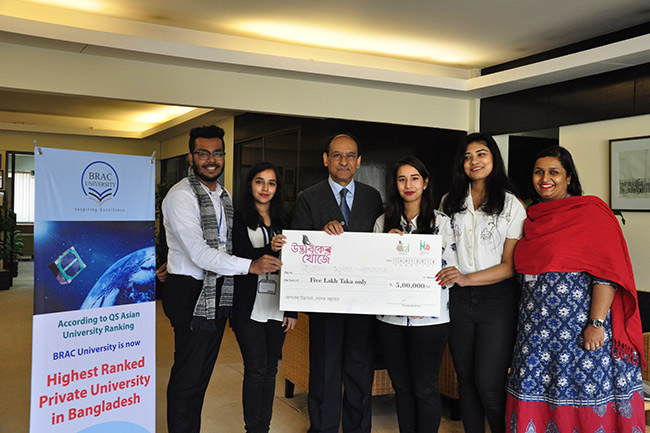 BRAC
UNIVERSITY
Inspiring Excellence
According to QS Asian
University Ranking
BRAC University is now
Highest Ranked
Private University
in Bangladesh
উদ্ভাবকের
খোঁজে
Five Lakh Taka only
৳ 5,00,000/=